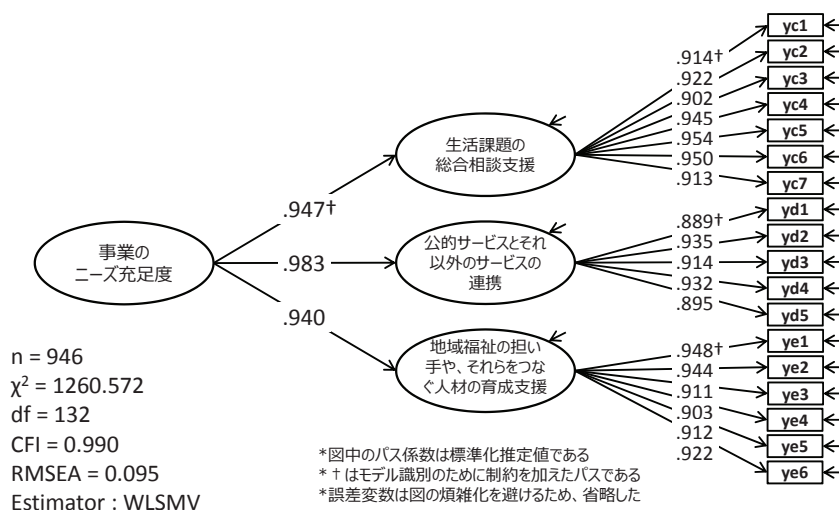 yc1
yc2
yc3
yc4
yc5
yc6
yc7
yd1
yd2
yd3
yd4
yd5
ye1
ye2
ye3
ye4
ye5
ye6
.914†
.922
.902
.945
.954
.950
.913
.889†
.935
.914
.932
.895
.948†
.944
.911
.903
.912
.922
生活課題の
総合相談支援
公的サービスとそれ
以外のサービスの
連携
地域福祉の担い
手や、それらをつな
ぐ人材の育成支援
.947†
.983
.940
事業の
ニーズ充足度
n = 946
χ² = 1260.572
df = 132
CFI = 0.990
RMSEA = 0.095
Estimator : WLSMV
*図中のパス係数は標準化推定値である
* †はモデル識別のために制約を加えたパスである
*誤差変数は図の煩雑化を避けるため、省略した